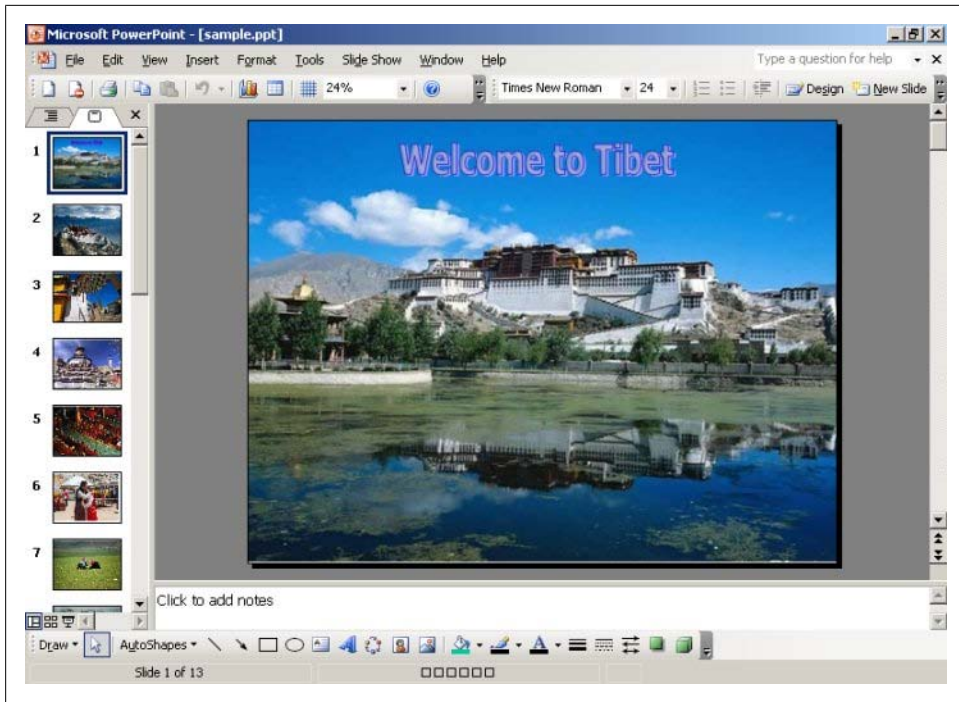 Microsoft PowerPoint - [sample.ppt]
File Edit View Insert Format Tools Slide Show Window Help Type a question for help
24% Times New Roman 24 Design New Slide
Welcome to Tibet
1
2
3
4
5
6
7
Click to add notes
Draw AutoShapes
Slide 1 of 13